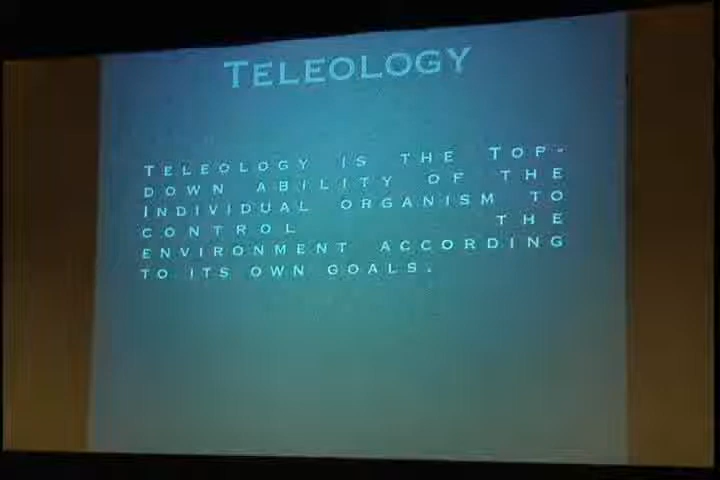 TELEOLOGY
TELEOLOGY IS THE TOP-
DOWN ABILITY OF THE
INDIVIDUAL ORGANISM TO
CONTROL THE
ENVIRONMENT ACCORDING
TO ITS OWN GOALS.